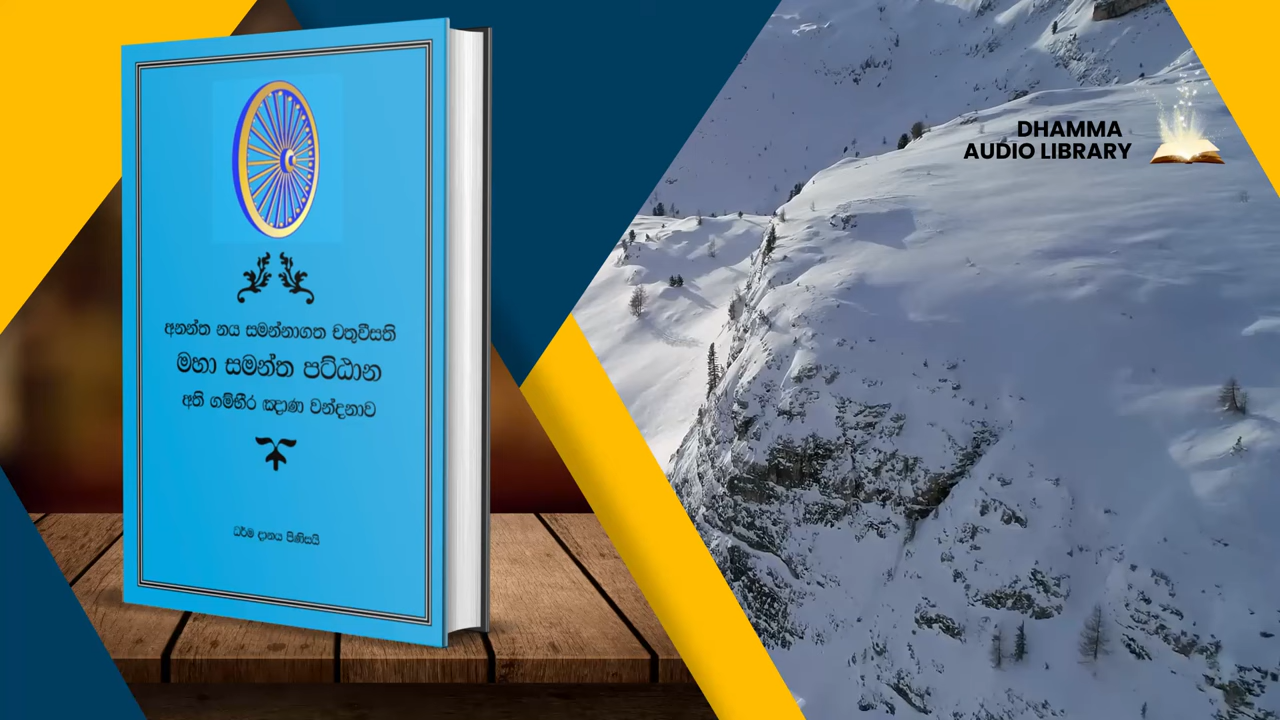 අනන්ත නය සමන්නාගත චතුවීසති
මහා සමන්ත පට්ඨාන
අති ගම්භීර ඤාණ වන්දනාව
ධර්ම දානය පිණිසයි
DHAMMA
AUDIO LIBRARY